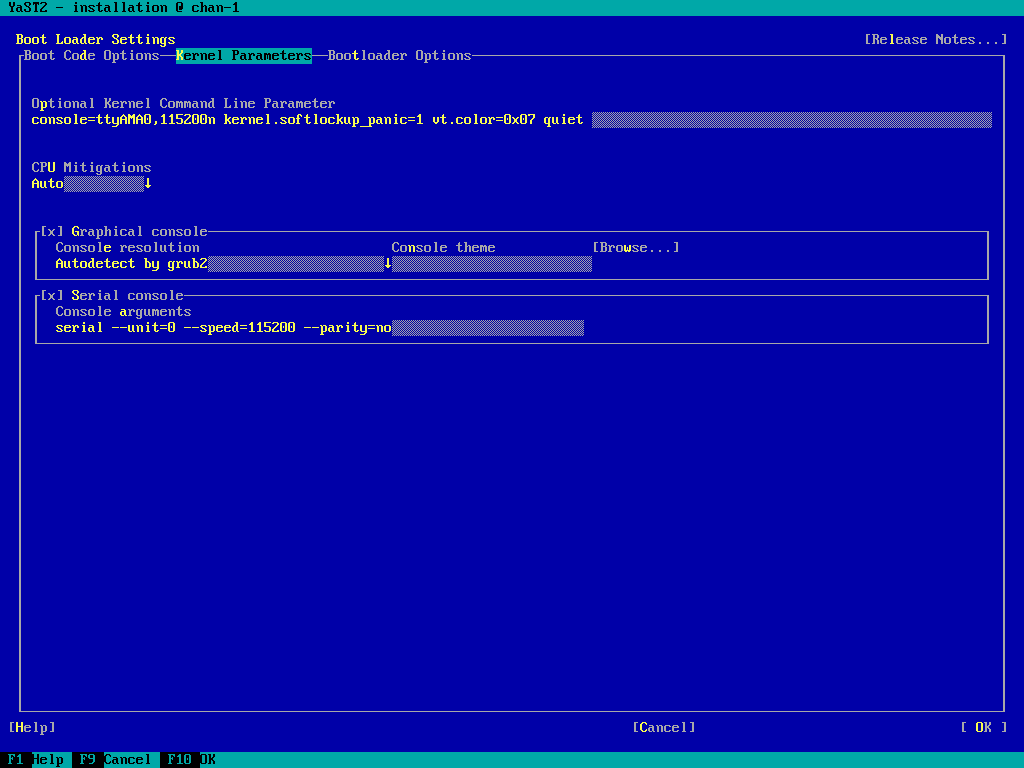 YaST2 - installation @ chan-1
Boot Loader Settings [Release Notes...]
Boot Code Options Kernel Parameters Bootloader Options
Optional Kernel Command Line Parameter
console=ttyAMA0,115200n kernel.softlockup_panic=1 vt.color=0x07 quiet
CPU Mitigations
Auto↓
[x] Graphical console
Console resolution Console theme [Browse...]
Autodetect by grub2↓
[x] Serial console
Console arguments
serial --unit=0 --speed=115200 --parity=no
[Help] [Cancel] [ OK ]
F1 Help F9 Cancel F10 OK